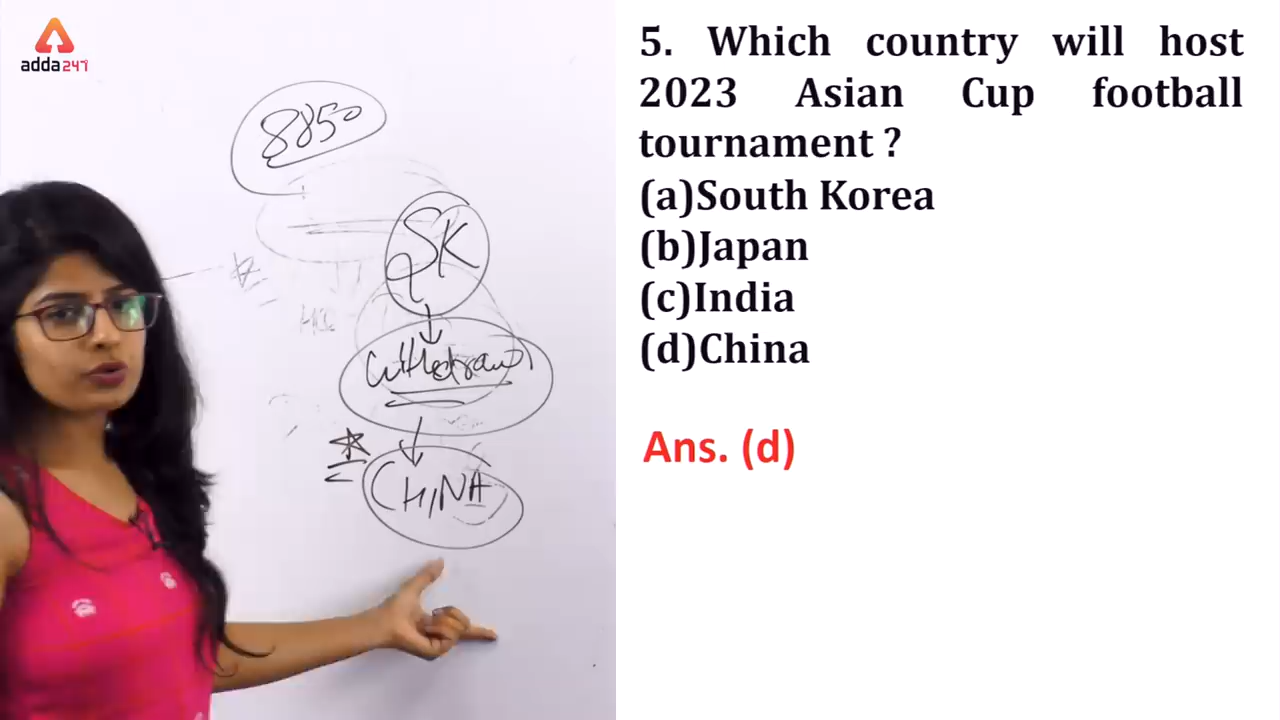 adda247
8850
SK
withdrawn
CHINA
5. Which country will host
2023 Asian Cup football
tournament ?
(a)South Korea
(b)Japan
(c)India
(d)China
Ans. (d)